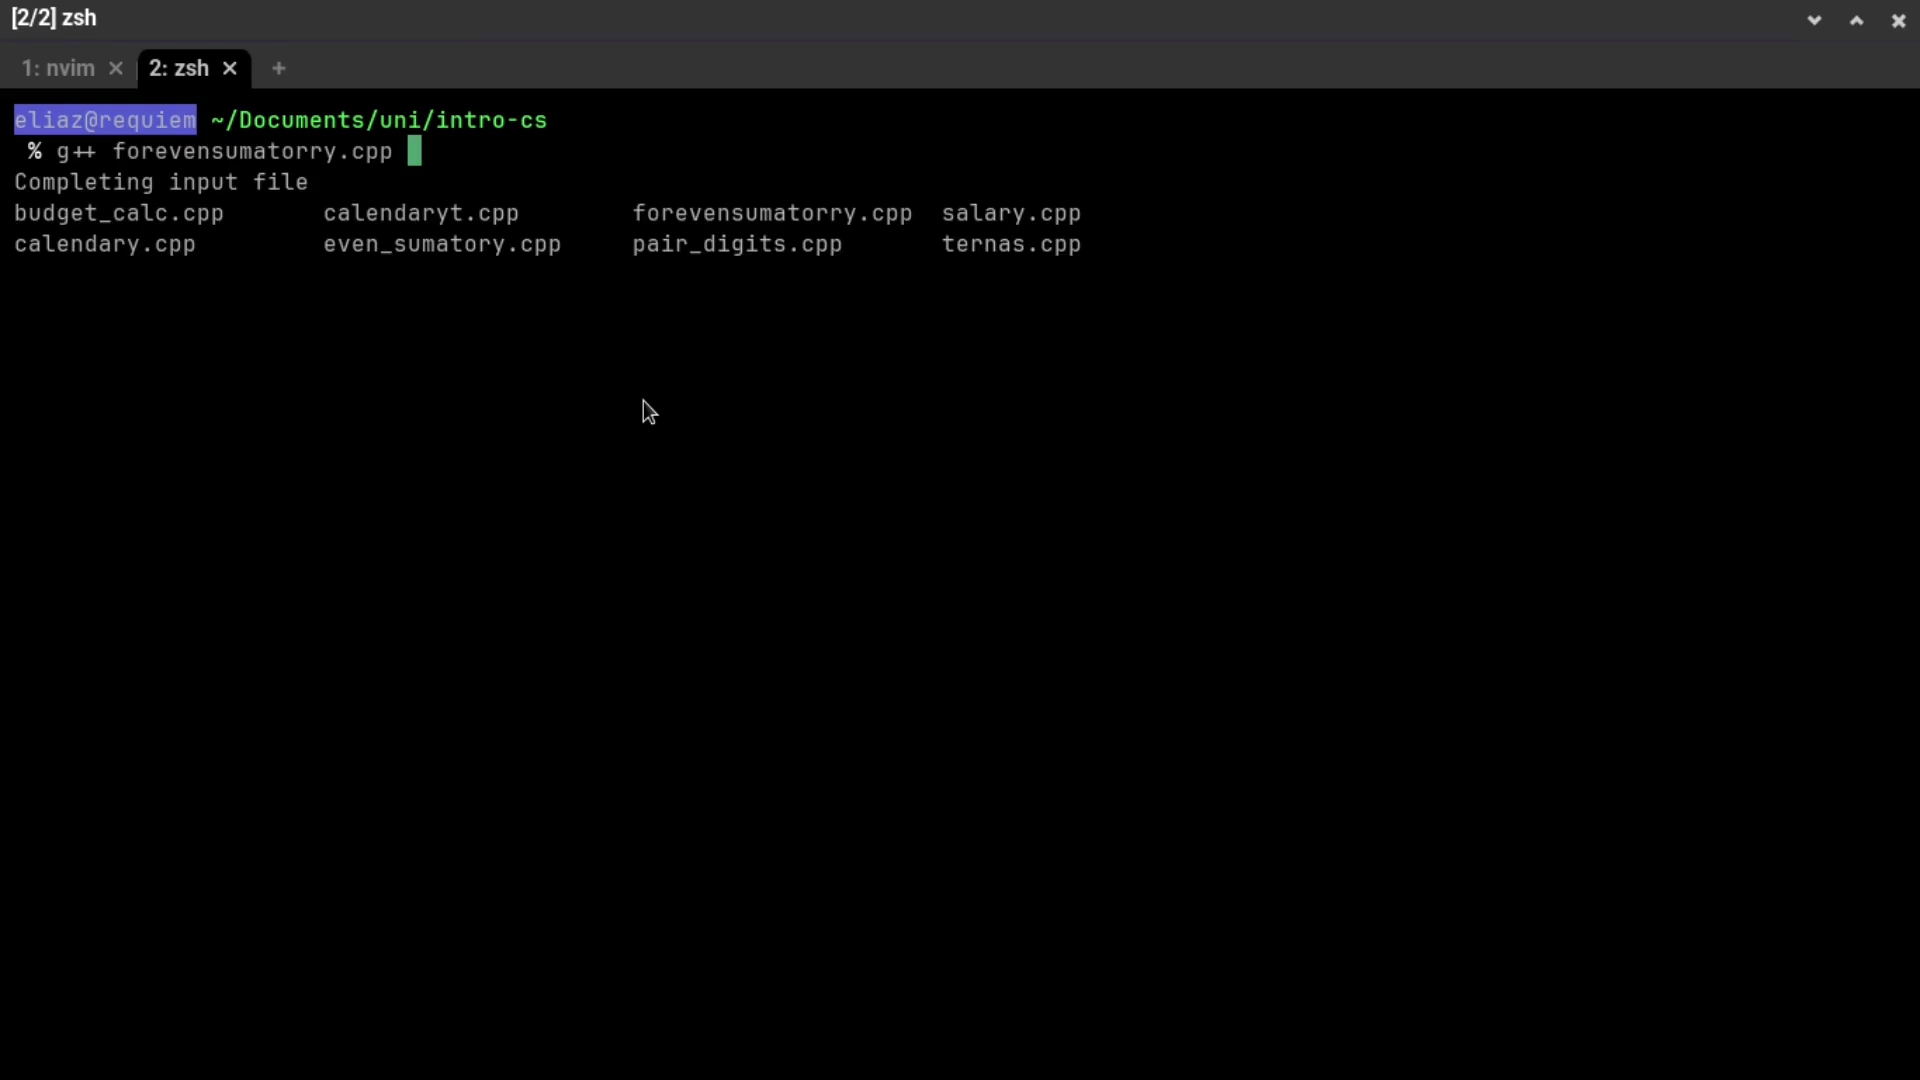 [2/2] zsh
1: nvim × 2: zsh × +
eliaz@requiem ~/Documents/uni/intro-cs
% g++ forevensumatorry.cpp
Completing input file
budget_calc.cpp calendaryt.cpp forevensumatorry.cpp salary.cpp
calendary.cpp even_sumatory.cpp pair_digits.cpp ternas.cpp